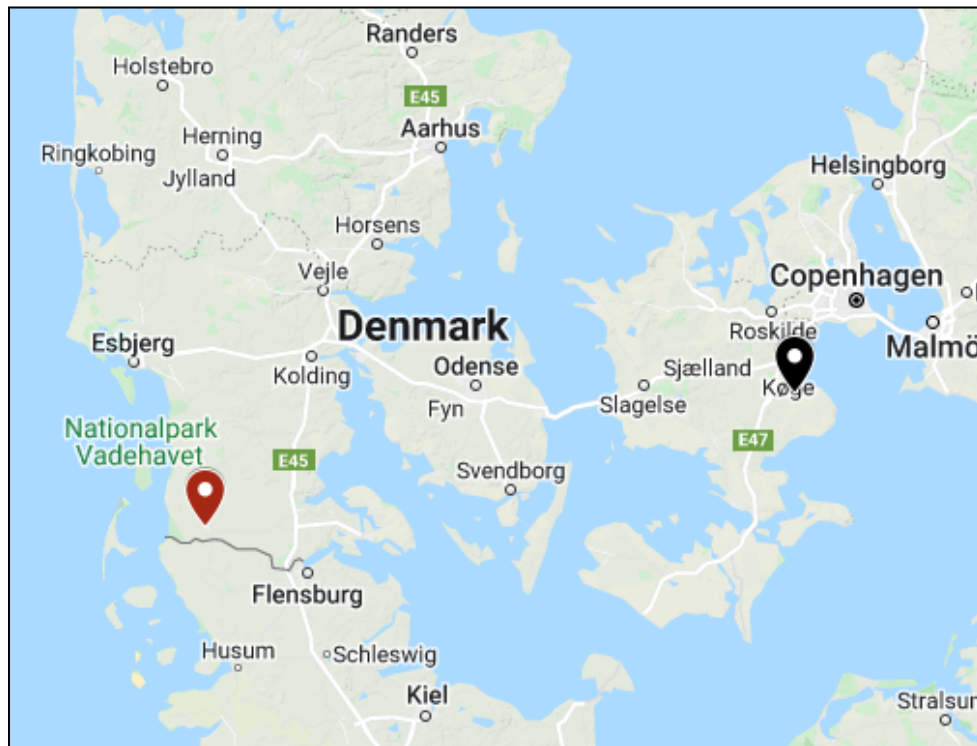 Randers
Holstebro
E45
Aarhus
Herning
Ringkobing
Jylland
Helsingborg
Horsens
Vejle
Copenhagen
Denmark
Roskilde
Esbjerg
Malmö
Kolding
Odense
Sjælland
Køge
Fyn
Slagelse
Nationalpark
Vadehavet
E47
E45
Svendborg
Flensburg
Husum
Schleswig
Kiel
Stralsun